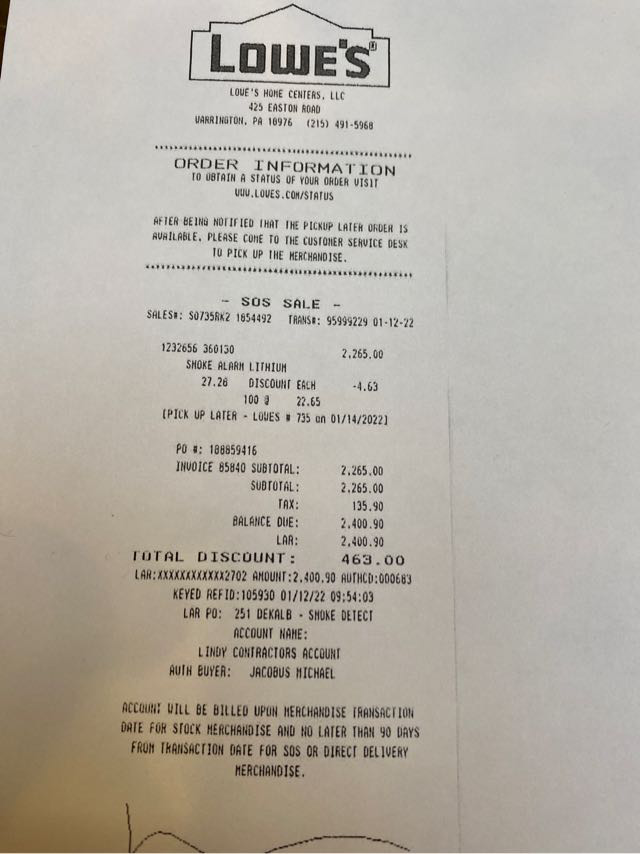 LOWE'S®
LOWE'S HOME CENTERS, LLC
425 EASTON ROAD
WARRINGTON, PA 18976 (215) 491-5968
ORDER INFORMATION
TO OBTAIN A STATUS OF YOUR ORDER VISIT
WWW.LOWES.COM/STATUS
AFTER BEING NOTIFIED THAT THE PICKUP LATER ORDER IS
AVAILABLE, PLEASE COME TO THE CUSTOMER SERVICE DESK
TO PICK UP THE MERCHANDISE.
- SOS SALE -
SALES#: S0735RK2 1854492 TRANS#: 95999229 01-12-22
1232656 360130 2,265.00
SMOKE ALARM LITHIUM
27.28 DISCOUNT EACH -4.63
100 @ 22.65
[PICK UP LATER - LOWES # 735 on 01/14/2022]
PO #: 188859416
INVOICE 85840 SUBTOTAL: 2,265.00
SUBTOTAL: 2,265.00
TAX: 135.90
BALANCE DUE: 2,400.90
LAR: 2,400.90
TOTAL DISCOUNT: 463.00
LAR:XXXXXXXXXXXX2702 AMOUNT:2,400.90 AUTHCD:000683
KEYED REFID:105930 01/12/22 09:54:03
LAR PO: 251 DEKALB - SMOKE DETECT
ACCOUNT NAME:
LINDY CONTRACTORS ACCOUNT
AUTH BUYER: JACOBUS MICHAEL
ACCOUNT WILL BE BILLED UPON MERCHANDISE TRANSACTION
DATE FOR STOCK MERCHANDISE AND NO LATER THAN 90 DAYS
FROM TRANSACTION DATE FOR SOS OR DIRECT DELIVERY
MERCHANDISE.